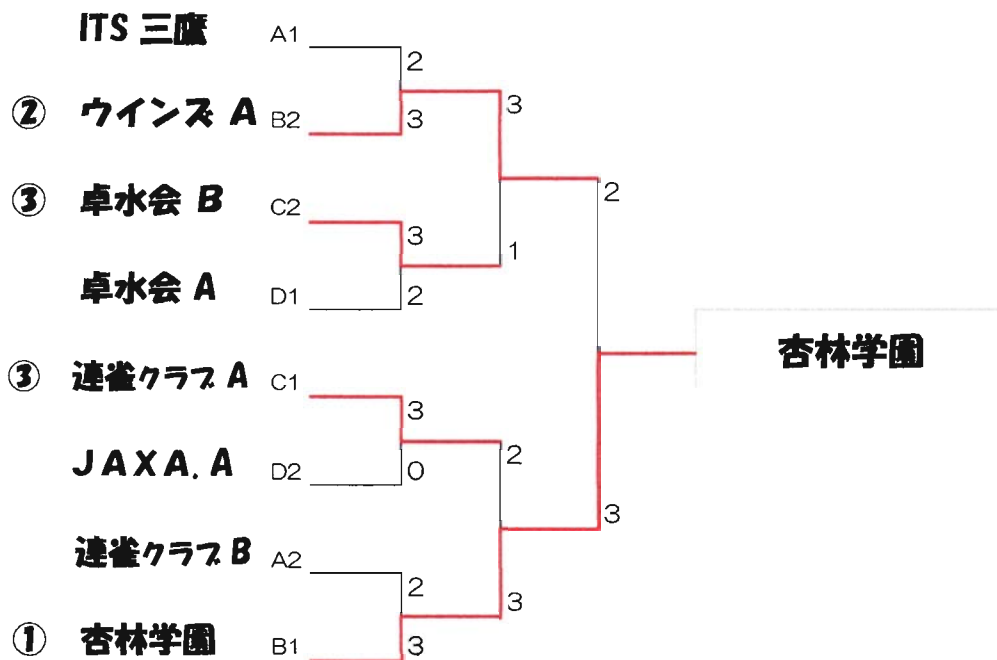 ITS 三鷹 A1
2
3
② ウインズ A B2
3
2
③ 卓水会 B C2
3
1
卓水会 A D1
2
杏林学園
③ 連雀クラブ A C1
3
2
JAXA. A D2
0
3
連雀クラブ B A2
2
3
① 杏林学園 B1
3